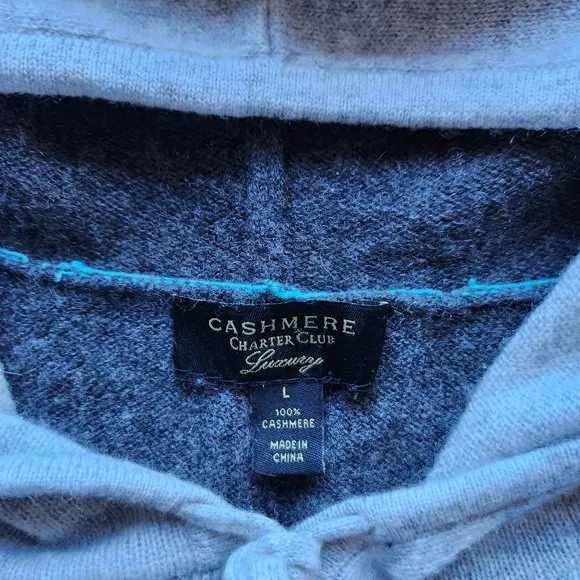 CASHMERE
CHARTER CLUB
Luxury
L
100%
CASHMERE
MADE IN
CHINA